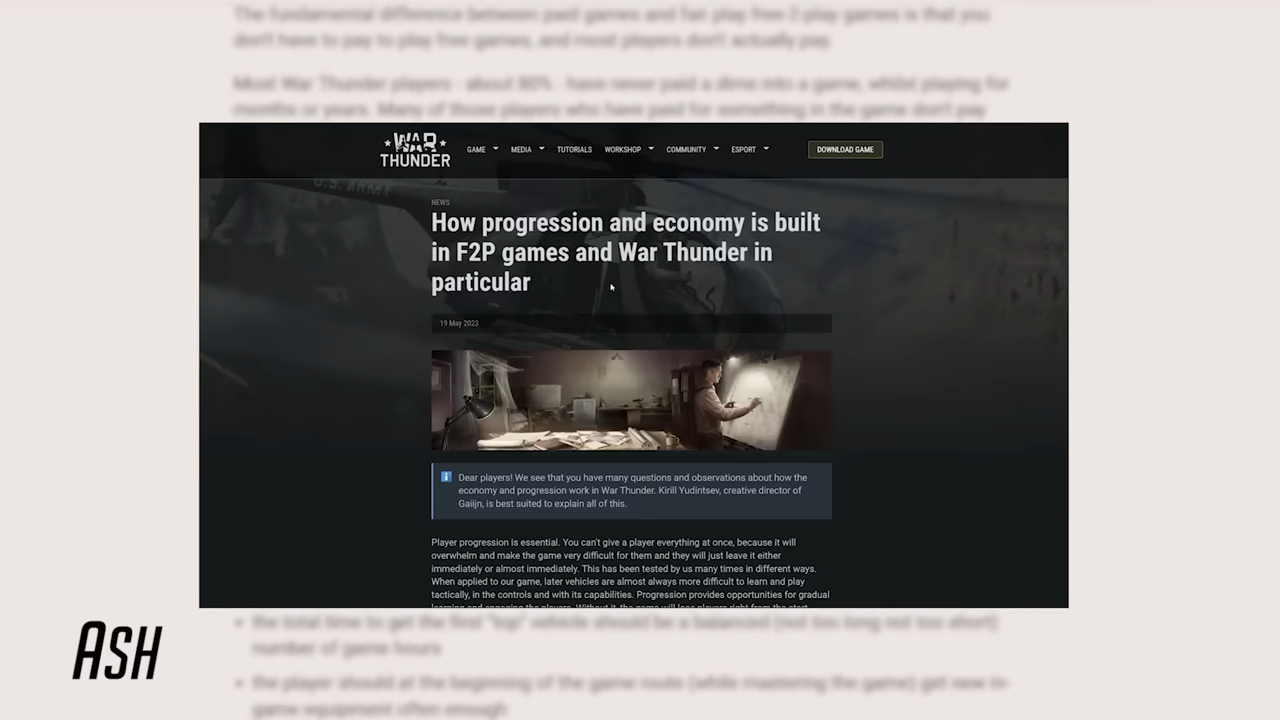 The fundamental difference between paid games and fair play free-2-play games is that you
don't have to pay to play free games, and most players don't actually pay.
Most War Thunder players - about 80% - have never paid a dime into a game, whilst playing for
months or years. Many of those players who have paid for something in the game don't pay
WAR THUNDER
GAME MEDIA TUTORIALS WORKSHOP COMMUNITY ESPORT DOWNLOAD GAME
U.S. ARMY
NEWS
How progression and economy is built
in F2P games and War Thunder in
particular
19 May 2023
Dear players! We see that you have many questions and observations about how the
economy and progression work in War Thunder. Kirill Yudintsev, creative director of
Gaiijn, is best suited to explain all of this.
Player progression is essential. You can't give a player everything at once, because it will
overwhelm and make the game very difficult for them and they will just leave it either
immediately or almost immediately. This has been tested by us many times in different ways.
When applied to our game, later vehicles are almost always more difficult to learn and play
tactically, in the controls and with its capabilities. Progression provides opportunities for gradual
learning and engaging the players. Without it, the game will lose players right from the start
• the total time to get the first "top" vehicle should be a balanced (not too long not too short)
number of game hours
• the player should at the beginning of the game route (while mastering the game) get new in-
game equipment often enough
ASH